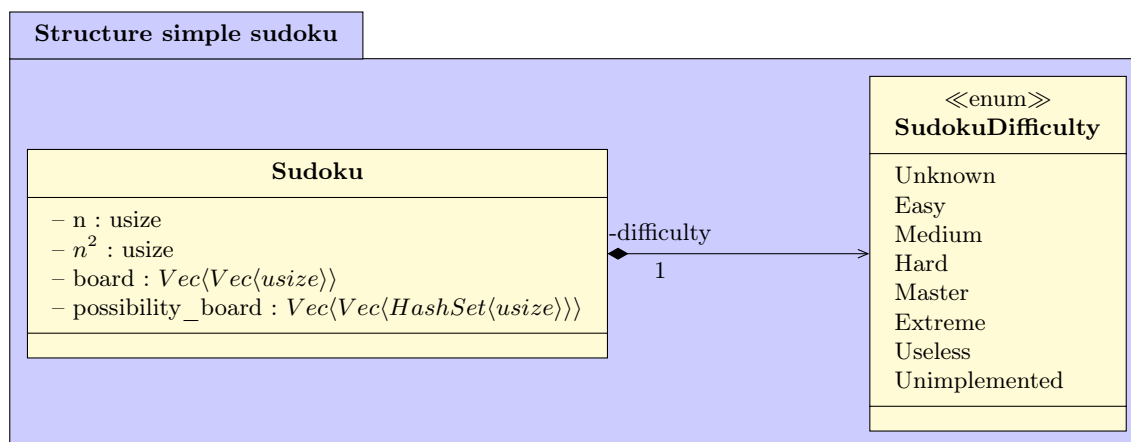 Structure simple sudoku
Sudoku
– n : usize
– n² : usize
– board : Vec⟨Vec⟨usize⟩⟩
– possibility_board : Vec⟨Vec⟨HashSet⟨usize⟩⟩⟩
-difficulty
1
≪enum≫
SudokuDifficulty
Unknown
Easy
Medium
Hard
Master
Extreme
Useless
Unimplemented